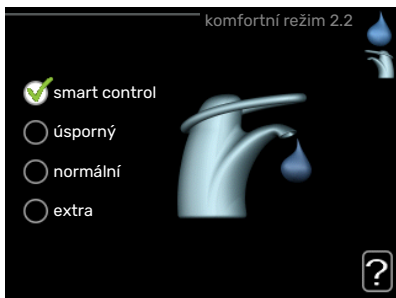 komfortní režim 2.2
smart control
úsporný
normální
extra
?